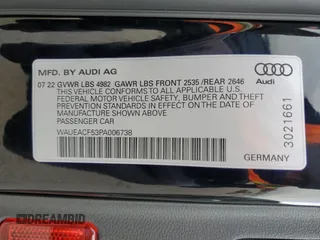 MFD. BY AUDI AG
07 22 GVWR LBS 4982 GAWR LBS FRONT 2535 /REAR 2646
THIS VEHICLE CONFORMS TO ALL APPLICABLE
FEDERAL MOTOR VEHICLE SAFETY, BUMPER AND THEFT
PREVENTION STANDARDS IN EFFECT ON THE DATE OF
MANUFACTURE SHOWN ABOVE.
PASSENGER CAR
WAUEACF53PA006738
Audi
3021661
GERMANY
DREAMBID